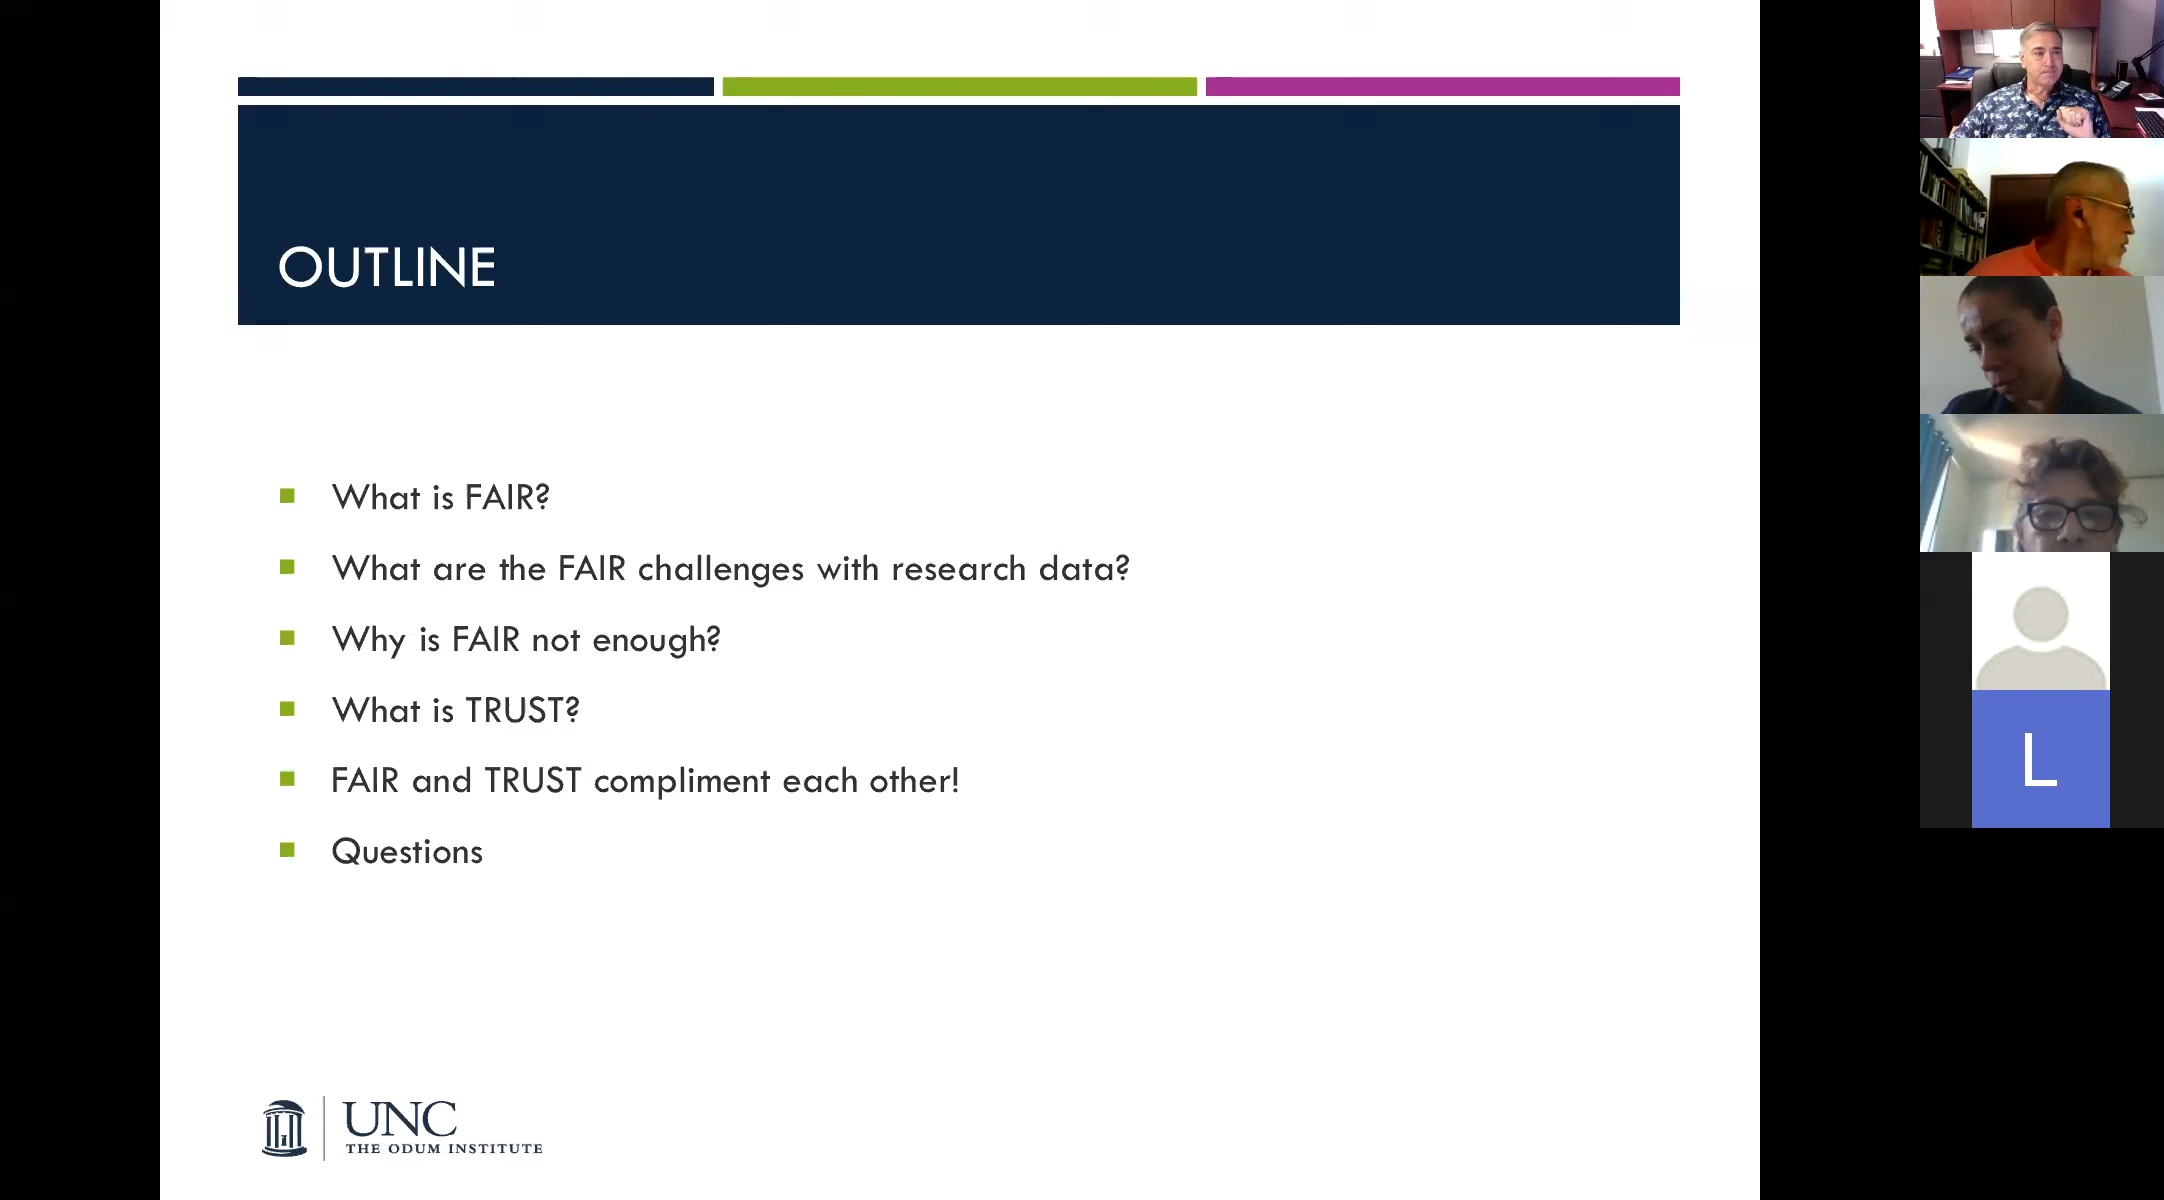 OUTLINE
What is FAIR?
What are the FAIR challenges with research data?
Why is FAIR not enough?
What is TRUST?
FAIR and TRUST compliment each other!
Questions
UNC
THE ODUM INSTITUTE
L